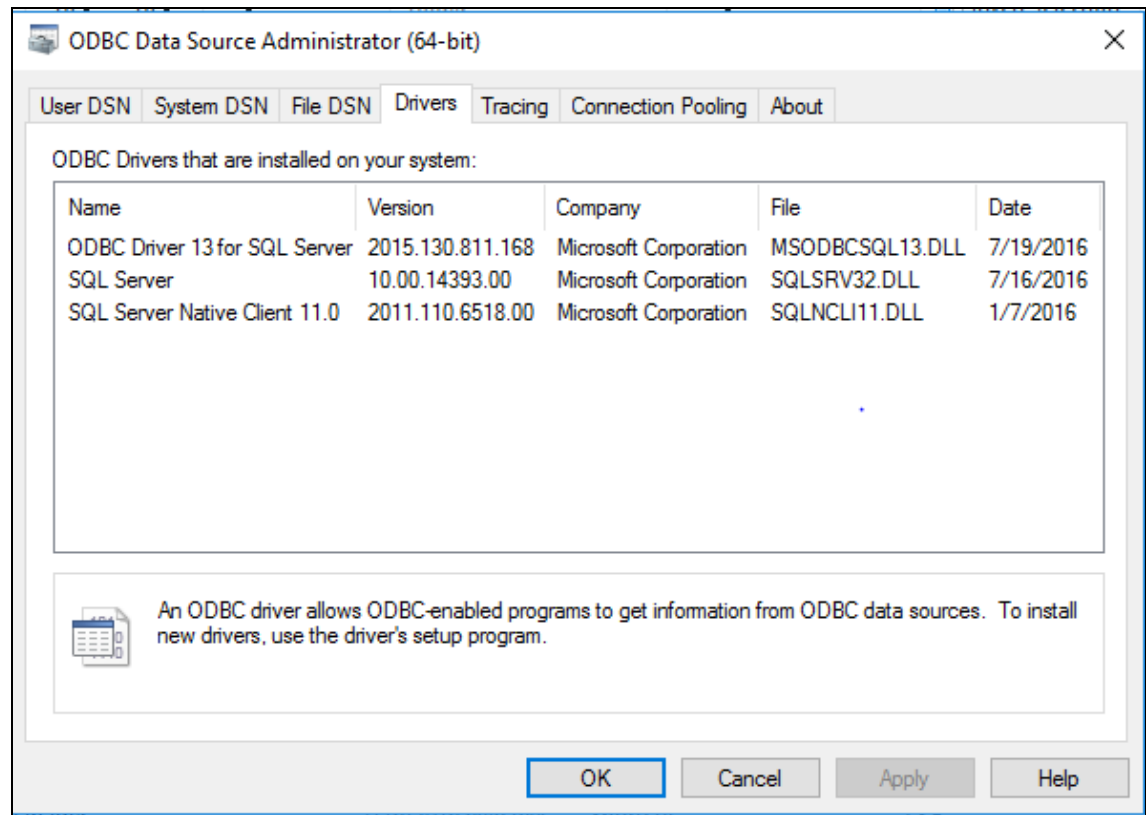 ODBC Data Source Administrator (64-bit)
User DSN System DSN File DSN Drivers Tracing Connection Pooling About
ODBC Drivers that are installed on your system:
Name Version Company File Date
ODBC Driver 13 for SQL Server 2015.130.811.168 Microsoft Corporation MSODBCSQL13.DLL 7/19/2016
SQL Server 10.00.14393.00 Microsoft Corporation SQLSRV32.DLL 7/16/2016
SQL Server Native Client 11.0 2011.110.6518.00 Microsoft Corporation SQLNCLI11.DLL 1/7/2016
An ODBC driver allows ODBC-enabled programs to get information from ODBC data sources. To install
new drivers, use the driver's setup program.
OK Cancel Apply Help